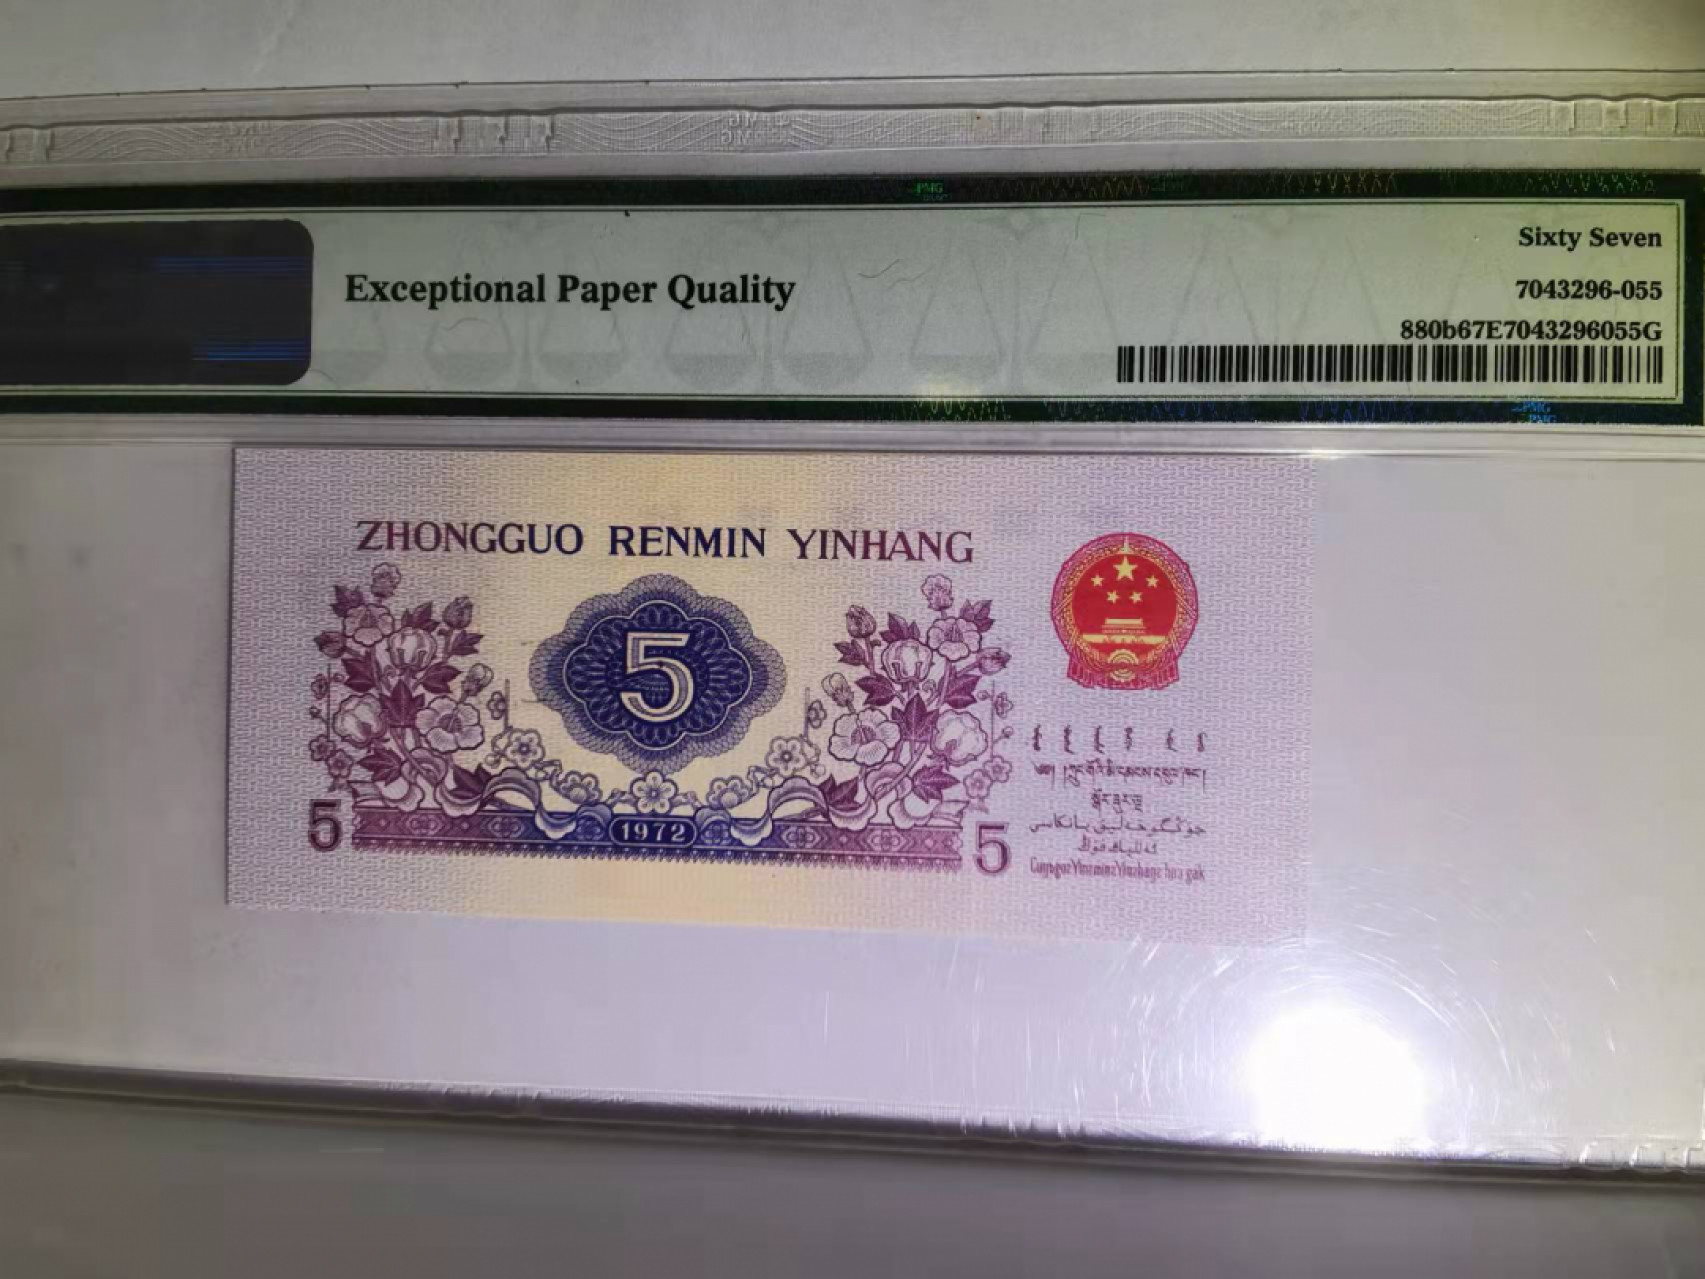 Sixty Seven
Exceptional Paper Quality
7043296-055
880b67E7043296055G
ZHONGGUO RENMIN YINHANG
5
1972
5
5